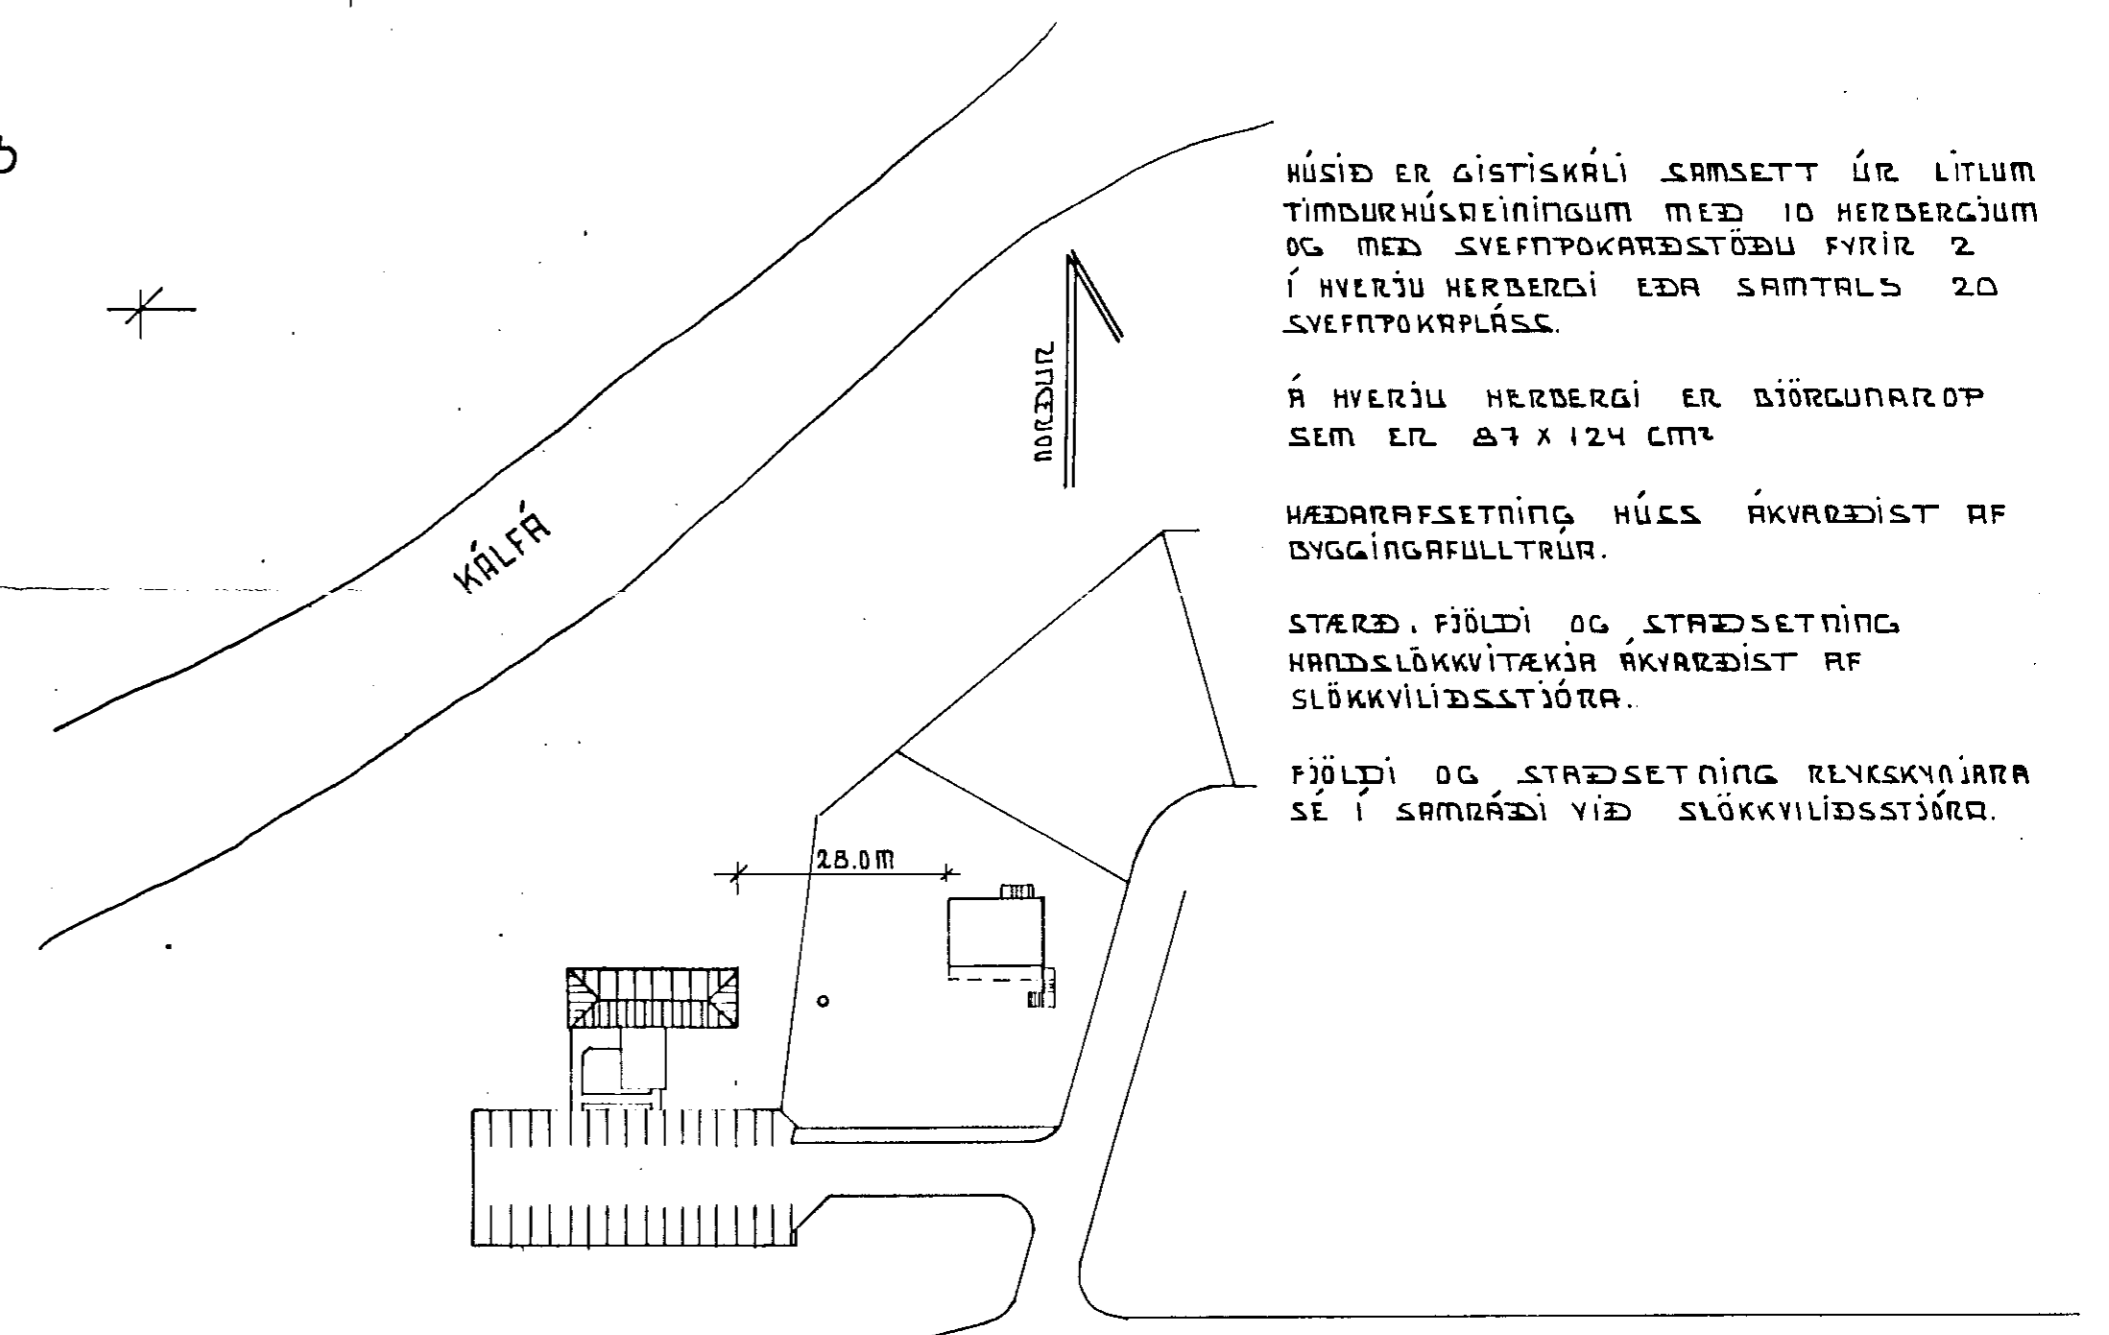 HÚSIÐ ER GISTISKÁLI SAMSETT ÚR LITLUM
TIMBURHÚSAEININGUM MEÐ 10 HERBERGJUM
OG MEÐ SVEFNPOKAAÐSTÖÐU FYRIR 2
Í HVERJU HERBERGI EÐA SAMTALS 20
SVEFNPOKAPLÁSS.
Á HVERJU HERBERGI ER BJÖRGUNAROP
SEM ER 87 X 124 CM²
HÆÐARAFSETNING HÚSS ÁKVARÐIST AF
BYGGINGAFULLTRÚA.
STÆRÐ, FJÖLDI OG STAÐSETNING
HANDSLÖKKVITÆKJA ÁKVARÐIST AF
SLÖKKVILIÐSSTJÓRA.
FJÖLDI OG STAÐSETNING REYKSKYNJARA
SÉ Í SAMRÁÐI VIÐ SLÖKKVILIÐSSTJÓRA.
NORÐUR
KÁLFÁ
28.0 M